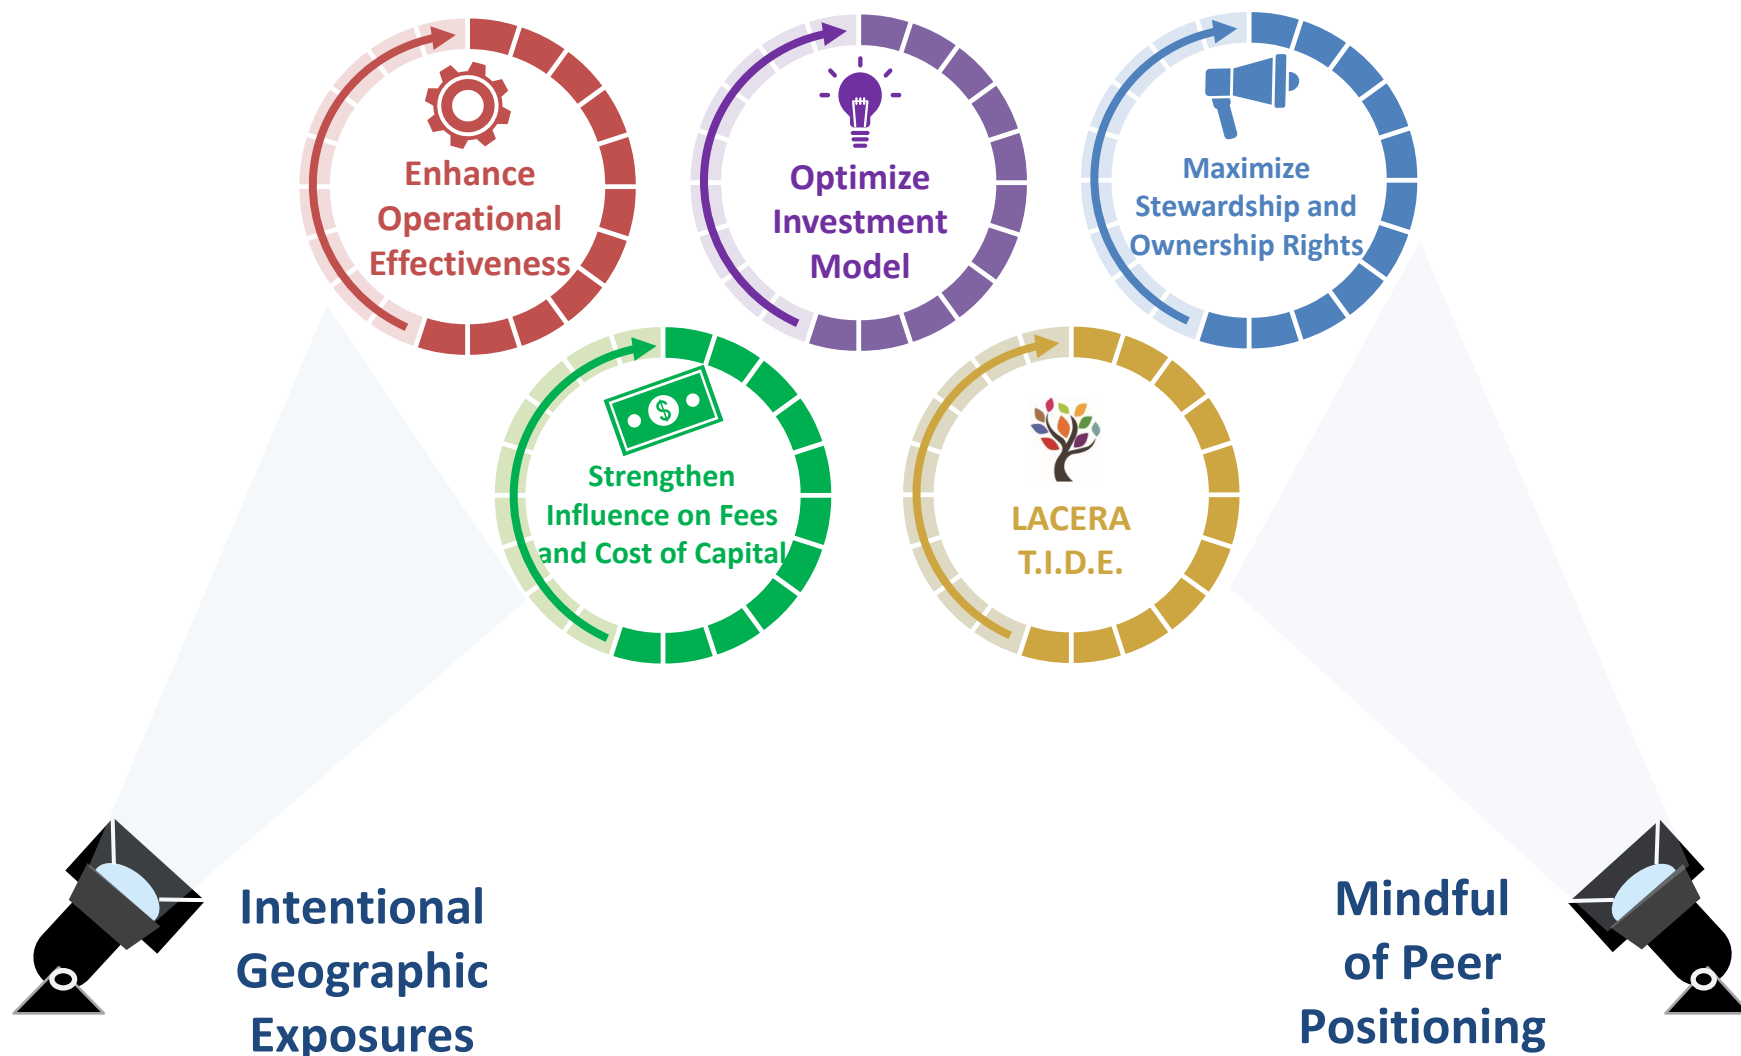 Enhance
Operational
Effectiveness
Optimize
Investment
Model
Maximize
Stewardship and
Ownership Rights
$
Strengthen
Influence on Fees
and Cost of Capital
LACERA
T.I.D.E.
Intentional
Geographic
Exposures
Mindful
of Peer
Positioning